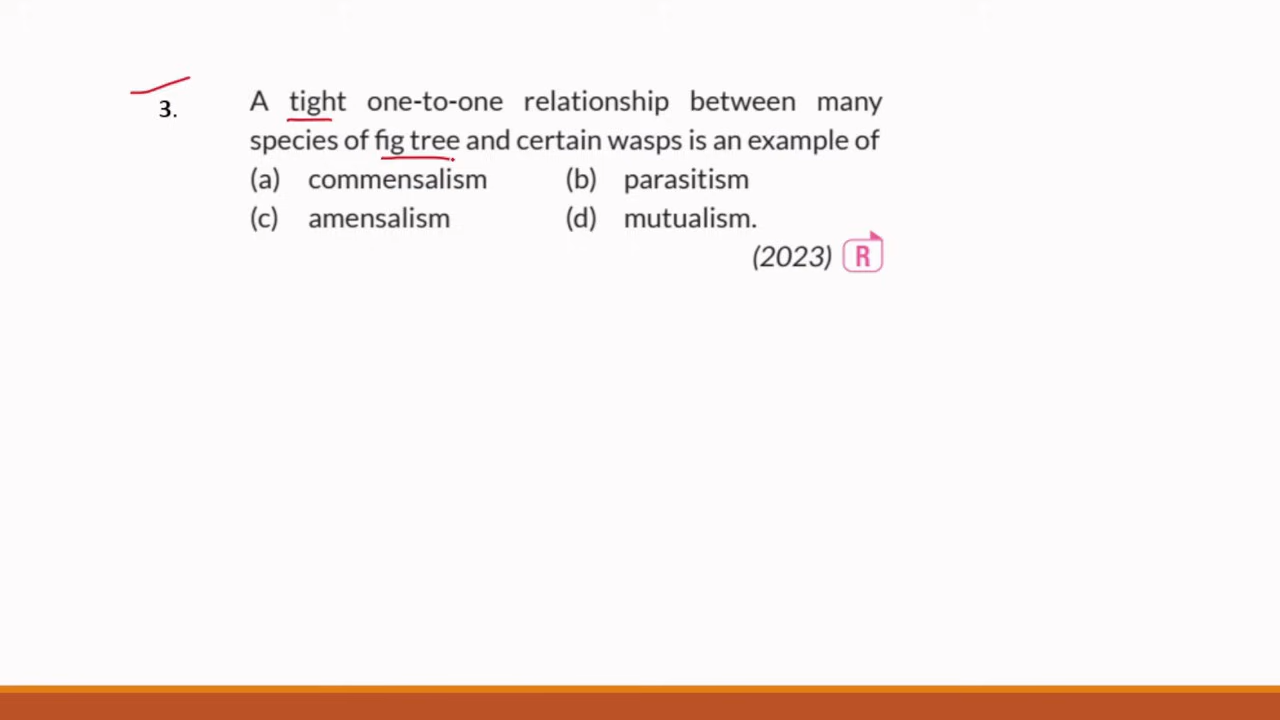 3. A tight one-to-one relationship between many
species of fig tree and certain wasps is an example of
(a) commensalism (b) parasitism
(c) amensalism (d) mutualism.
(2023) R